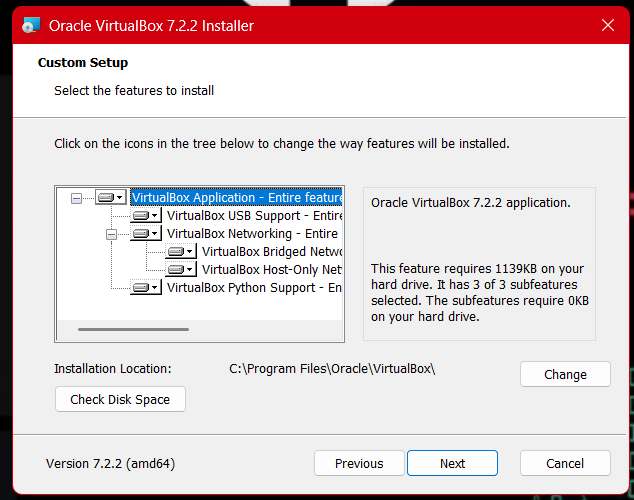 Oracle VirtualBox 7.2.2 Installer
Custom Setup
Select the features to install
Click on the icons in the tree below to change the way features will be installed.
VirtualBox Application - Entire feature
VirtualBox USB Support - Entire
VirtualBox Networking - Entire
VirtualBox Bridged Netw
VirtualBox Host-Only Net
VirtualBox Python Support - En
Oracle VirtualBox 7.2.2 application.
This feature requires 1139KB on your
hard drive. It has 3 of 3 subfeatures
selected. The subfeatures require 0KB
on your hard drive.
Installation Location:
C:\Program Files\Oracle\VirtualBox\
Change
Check Disk Space
Version 7.2.2 (amd64)
Previous
Next
Cancel